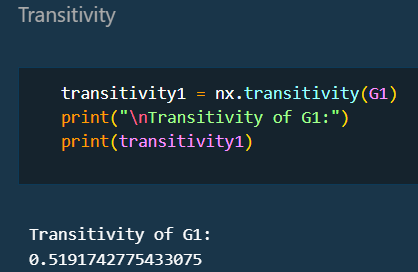 Transitivity
transitivity1 = nx.transitivity(G1)
print("\nTransitivity of G1:")
print(transitivity1)
Transitivity of G1:
0.5191742775433075